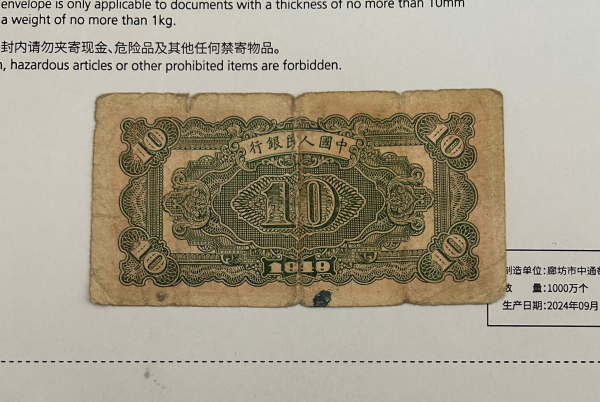 envelope is only applicable to documents with a thickness of no more than 10mm
a weight of no more than 1kg.
封内请勿夹寄现金、危险品及其他任何禁寄物品。
, hazardous articles or other prohibited items are forbidden.
10 10
中國人民銀行
10
10 10
1949
制造单位:廊坊市中通
数 量:1000万个
生产日期:2024年09月